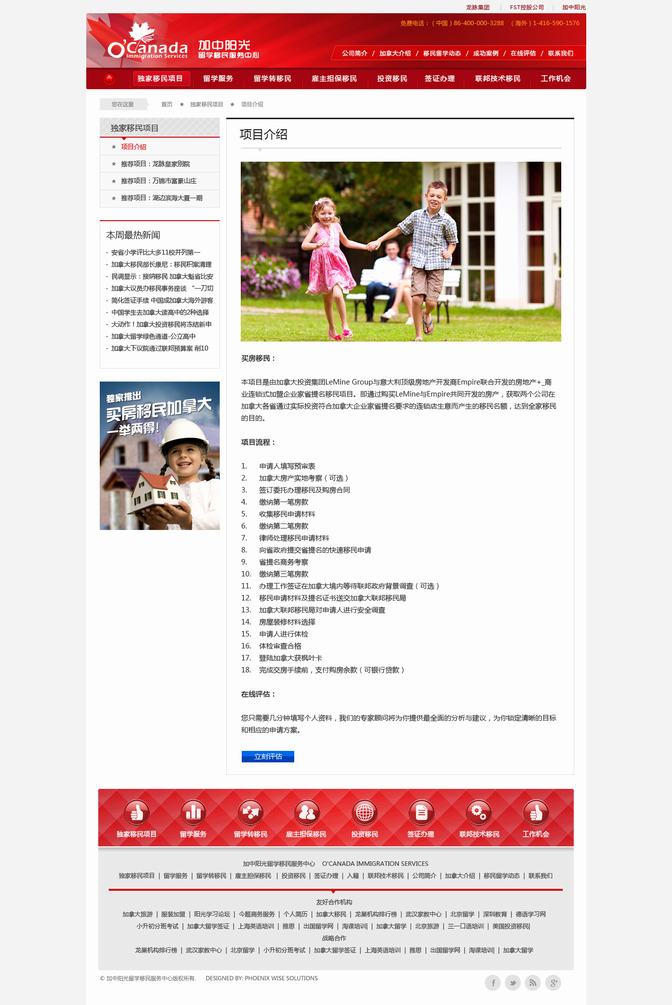 龙脉集团 | FST控股公司 | 加中阳光
免费电话：（中国）86-400-000-3288 （海外）1-416-590-1576
O'Canada
Immigration Services
加中阳光
留学移民服务中心
公司简介 / 加拿大介绍 / 移民留学动态 / 成功案例 / 在线评估 / 联系我们
独家移民项目 留学服务 留学转移民 雇主担保移民 投资移民 签证办理 联邦技术移民 工作机会
您在这里 首页 独家移民项目 项目介绍
独家移民项目
项目介绍
推荐项目：龙脉皇家别院
推荐项目：万锦市富豪山庄
推荐项目：湖边滨海大厦一期
本周最热新闻
- 安省小学评比大多11校并列第一
- 加拿大移民部长康尼：移民积案清理
- 民调显示：接纳移民 加拿大魁省比安
- 加拿大议员办移民事务座谈 “一刀切
- 简化签证手续 中国成加拿大海外游客
- 中国学生去加拿大读高中的2种选择
- 大动作！加拿大投资移民将冻结新申
- 加拿大留学绿色通道-公立高中
- 加拿大下议院通过联邦预算案 削10
独家推出
买房移民加拿大
一举两得！
项目介绍
买房移民：
本项目是由加拿大投资集团LeMine Group与意大利顶级房地产开发商Empire联合开发的房地产+_商
业连锁式加盟企业家省提名移民项目。即通过购买LeMine与Empire共同开发的房产，获取两个公司在
加拿大各省通过实际投资符合加拿大企业家省提名要求的连锁店生意而产生的移民名额，达到全家移民
的目的。
项目流程：
1. 申请人填写预审表
2. 加拿大房产实地考察（可选）
3. 签订委托办理移民及购房合同
4. 缴纳第一笔房款
5. 收集移民申请材料
6. 缴纳第二笔房款
7. 律师处理移民申请材料
8. 向省政府提交省提名的快速移民申请
9. 省提名商务考察
10. 缴纳第三笔房款
11. 办理工作签证在加拿大境内等待联邦政府背景调查（可选）
12. 移民申请材料及提名证书送交加拿大联邦移民局
13. 加拿大联邦移民局对申请人进行安全调查
14. 房屋装修材料选择
15. 申请人进行体检
16. 体检审查合格
17. 登陆加拿大获枫叶卡
18. 完成交房手续前，支付购房余款（可银行贷款）
在线评估：
您只需要几分钟填写个人资料，我们的专家顾问将为你提供最全面的分析与建议，为你锁定清晰的目标
和相应的申请方案。
立刻评估
独家移民项目 留学服务 留学转移民 雇主担保移民 投资移民 签证办理 联邦技术移民 工作机会
加中阳光留学移民服务中心 O'CANADA IMMIGRATION SERVICES
独家移民项目 | 留学服务 | 留学转移民 | 雇主担保移民 | 投资移民 | 签证办理 | 入籍 | 联邦技术移民 | 公司简介 | 加拿大介绍 | 移民留学动态 | 联系我们
友好合作机构
加拿大旅游 | 服装加盟 | 阳光学习论坛 | 今题商务服务 | 个人简历 | 加拿大移民 | 龙巢机构排行榜 | 武汉家教中心 | 北京留学 | 深圳教育 | 德语学习网
小升初分班考试 | 加拿大留学签证 | 上海英语培训 | 雅思 | 出国留学网 | 淘课培训| 加拿大留学 | 北京旅游 | 三一口语培训 | 美国投资移民|
战略合作
龙巢机构排行榜 | 武汉家教中心 | 北京留学 | 小升初分班考试 | 加拿大留学签证 | 上海英语培训 | 雅思 | 出国留学网 | 淘课培训| | 加拿大留学
© 加中阳光留学移民服务中心版权所有. DESIGNED BY: PHOENIX WISE SOLUTIONS